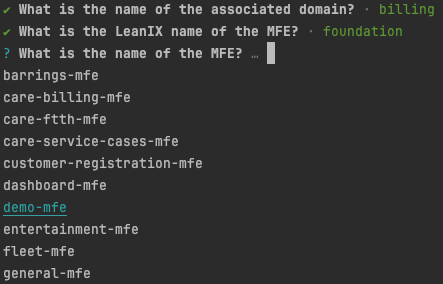 ✔ What is the name of the associated domain? · billing
✔ What is the LeanIX name of the MFE? · foundation
? What is the name of the MFE? …
barrings-mfe
care-billing-mfe
care-ftth-mfe
care-service-cases-mfe
customer-registration-mfe
dashboard-mfe
demo-mfe
entertainment-mfe
fleet-mfe
general-mfe